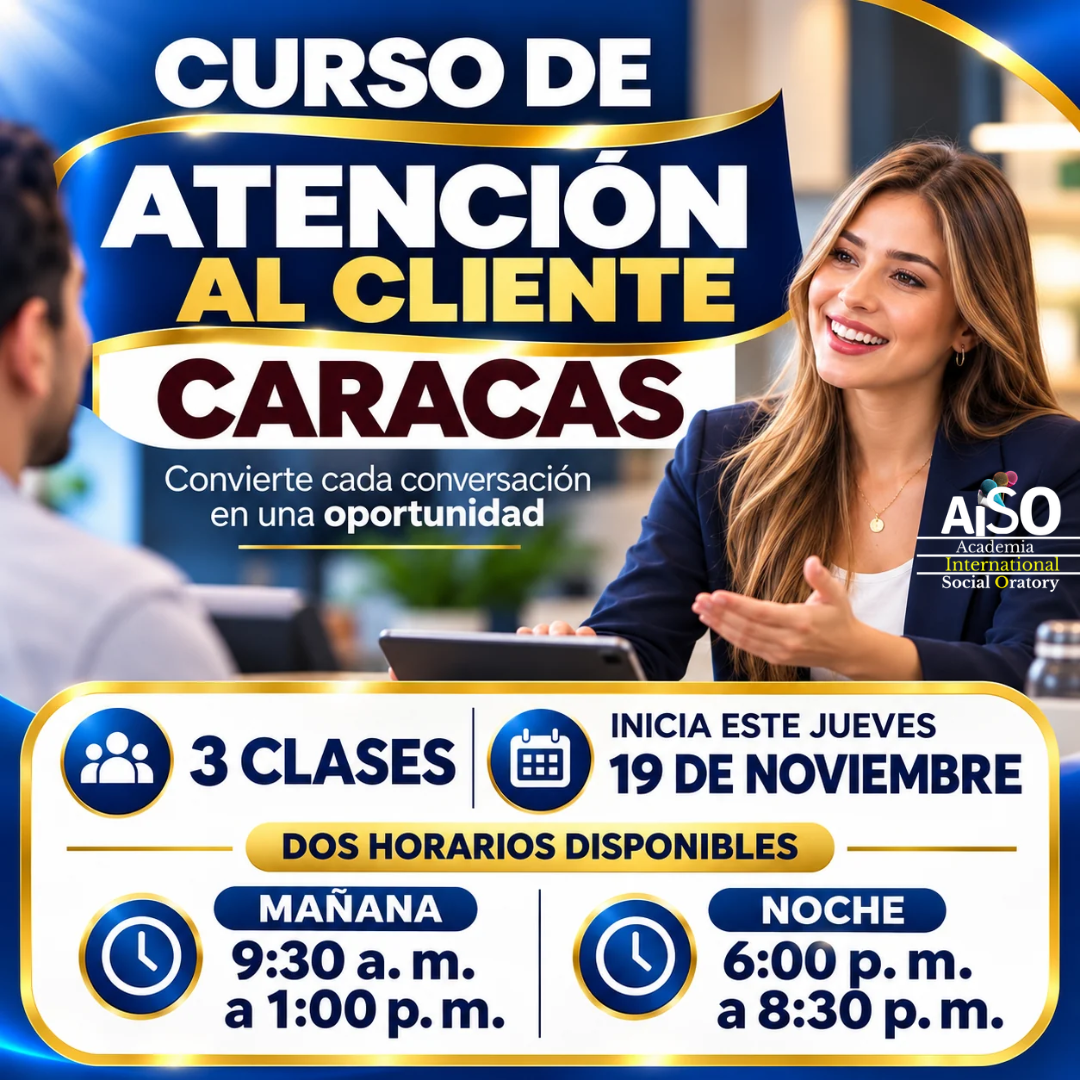 CURSO DE
ATENCIÓN
AL CLIENTE
CARACAS
Convierte cada conversación
en una oportunidad
AiSO
Academia
International
Social Oratory
3 CLASES
INICIA ESTE JUEVES
19 DE NOVIEMBRE
DOS HORARIOS DISPONIBLES
MAÑANA
9:30 a. m.
a 1:00 p. m.
NOCHE
6:00 p. m.
a 8:30 p. m.